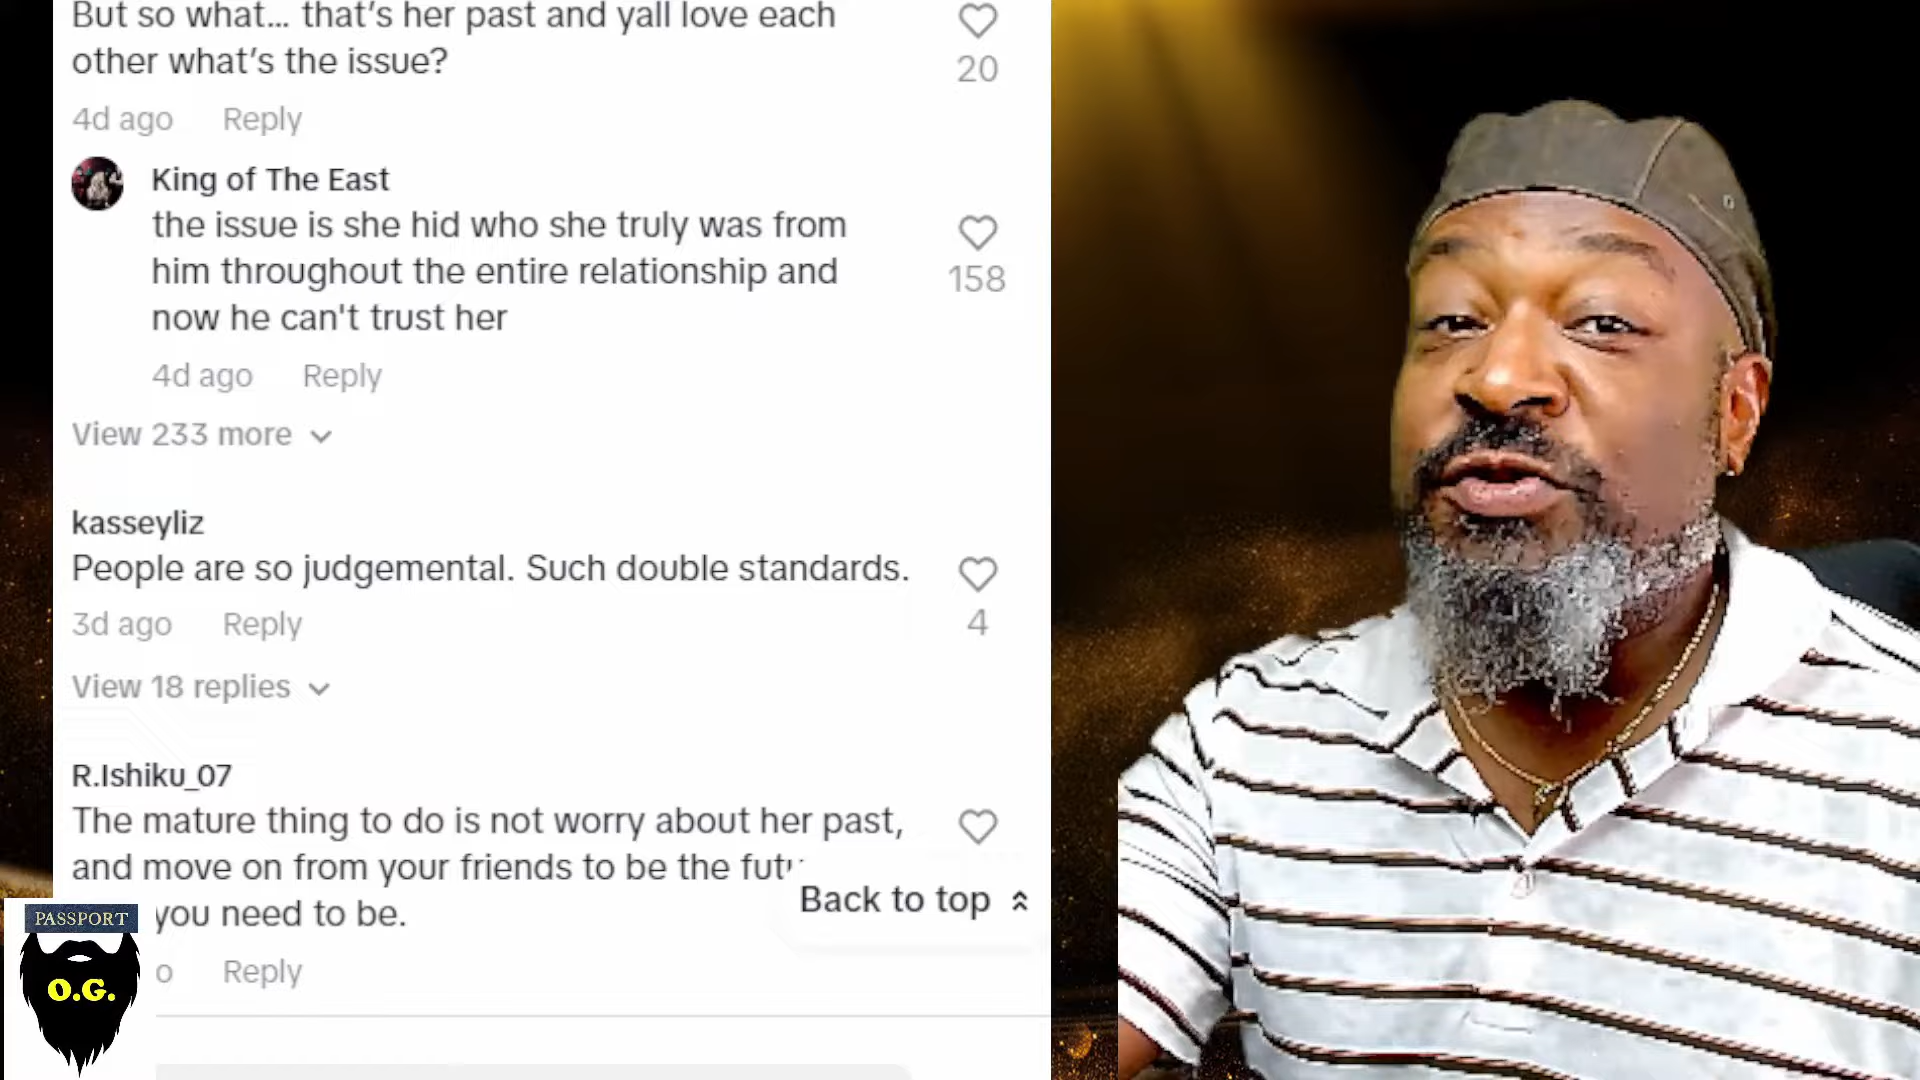 But so what... that's her past and yall love each
other what's the issue?
20
4d ago Reply
King of The East
the issue is she hid who she truly was from
him throughout the entire relationship and
now he can't trust her
158
4d ago Reply
View 233 more
kasseyliz
People are so judgemental. Such double standards.
4
3d ago Reply
View 18 replies
R.Ishiku_07
The mature thing to do is not worry about her past,
and move on from your friends to be the
you need to be.
Back to top
Reply
PASSPORT
O.G.